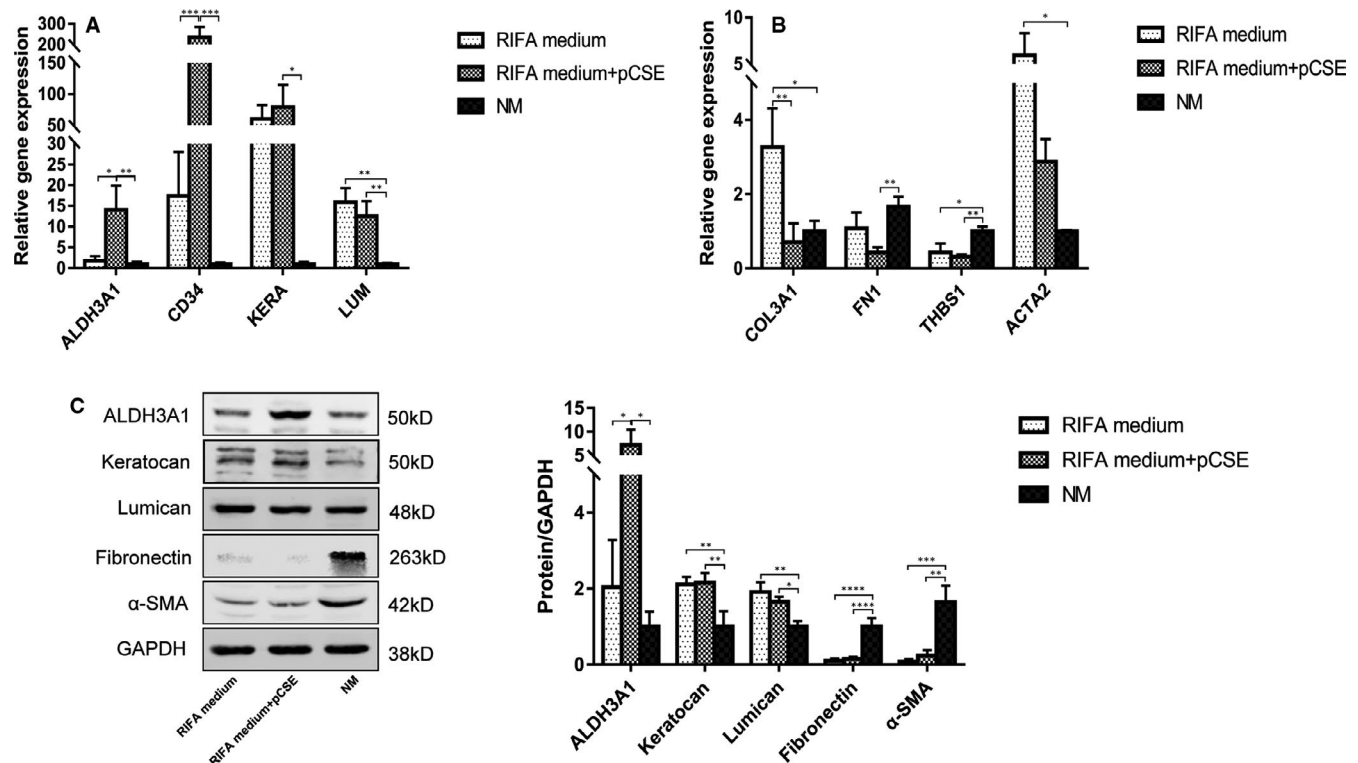 A
Relative gene expression
300
200
150
100
50
25
20
15
10
5
0
*** ***
*
* **
**
**
ALDH3A1
CD34
KERA
LUM
RIFA medium
RIFA medium+pCSE
NM
B
Relative gene expression
10
5
4
2
0
*
*
**
**
*
**
COL3A1
FN1
THBS1
ACTA2
RIFA medium
RIFA medium+pCSE
NM
C
ALDH3A1 50kD
Keratocan 50kD
Lumican 48kD
Fibronectin 263kD
α-SMA 42kD
GAPDH 38kD
RIFA medium
RIFA medium+pCSE
NM
Protein/GAPDH
15
10
5
4
2
0
* *
**
**
**
*
****
****
***
**
ALDH3A1
Keratocan
Lumican
Fibronectin
α-SMA
RIFA medium
RIFA medium+pCSE
NM